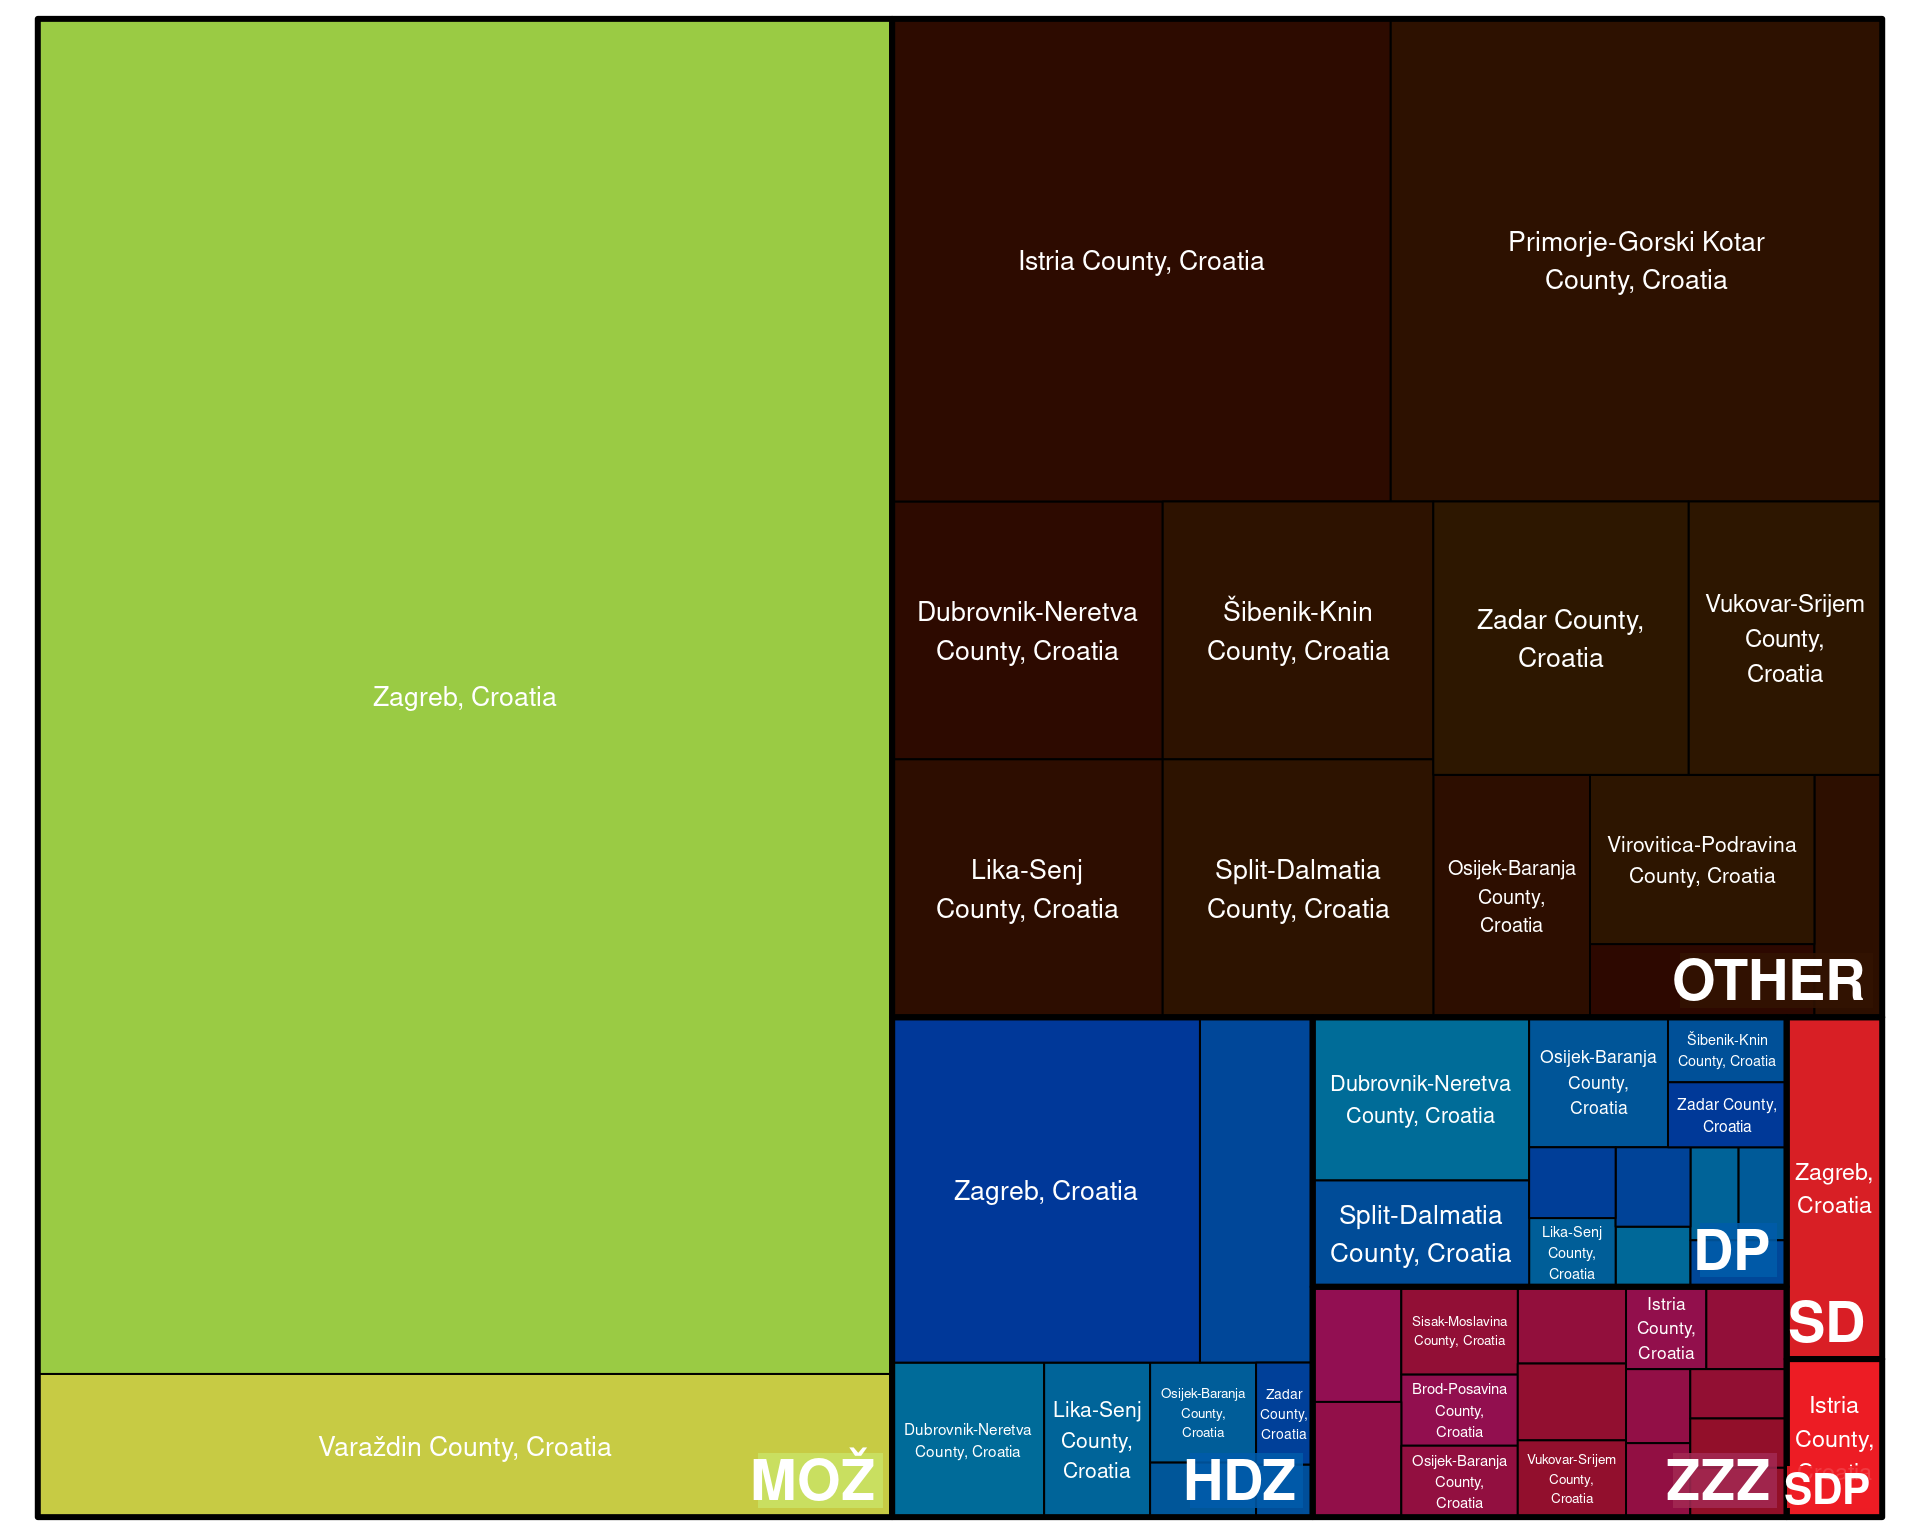 Zagreb, Croatia
Varaždin County, Croatia
MOŽ
Istria County, Croatia
Primorje-Gorski Kotar
County, Croatia
Dubrovnik-Neretva
County, Croatia
Šibenik-Knin
County, Croatia
Zadar County,
Croatia
Vukovar-Srijem
County,
Croatia
Lika-Senj
County, Croatia
Split-Dalmatia
County, Croatia
Osijek-Baranja
County,
Croatia
Virovitica-Podravina
County, Croatia
OTHER
Zagreb, Croatia
Dubrovnik-Neretva
County, Croatia
Lika-Senj
County,
Croatia
Osijek-Baranja
County,
Croatia
Zadar
County,
Croatia
HDZ
Dubrovnik-Neretva
County, Croatia
Split-Dalmatia
County, Croatia
Osijek-Baranja
County,
Croatia
Šibenik-Knin
County, Croatia
Zadar County,
Croatia
Lika-Senj
County,
Croatia
DP
Sisak-Moslavina
County, Croatia
Brod-Posavina
County,
Croatia
Osijek-Baranja
County,
Croatia
Vukovar-Srijem
County,
Croatia
Istria
County,
Croatia
ZZZ
Zagreb,
Croatia
SD
Istria
County,
Croatia
SDP